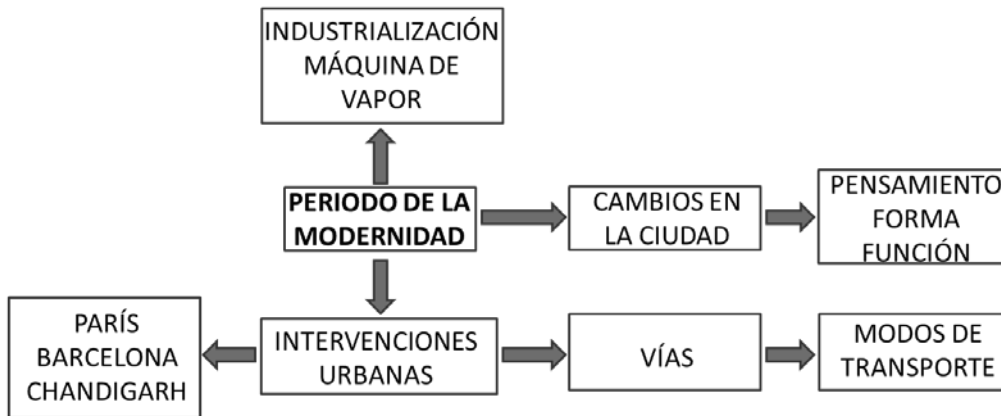 INDUSTRIALIZACIÓN
MÁQUINA DE
VAPOR
PERIODO DE LA
MODERNIDAD
CAMBIOS EN
LA CIUDAD
PENSAMIENTO
FORMA
FUNCIÓN
PARÍS
BARCELONA
CHANDIGARH
INTERVENCIONES
URBANAS
VÍAS
MODOS DE
TRANSPORTE